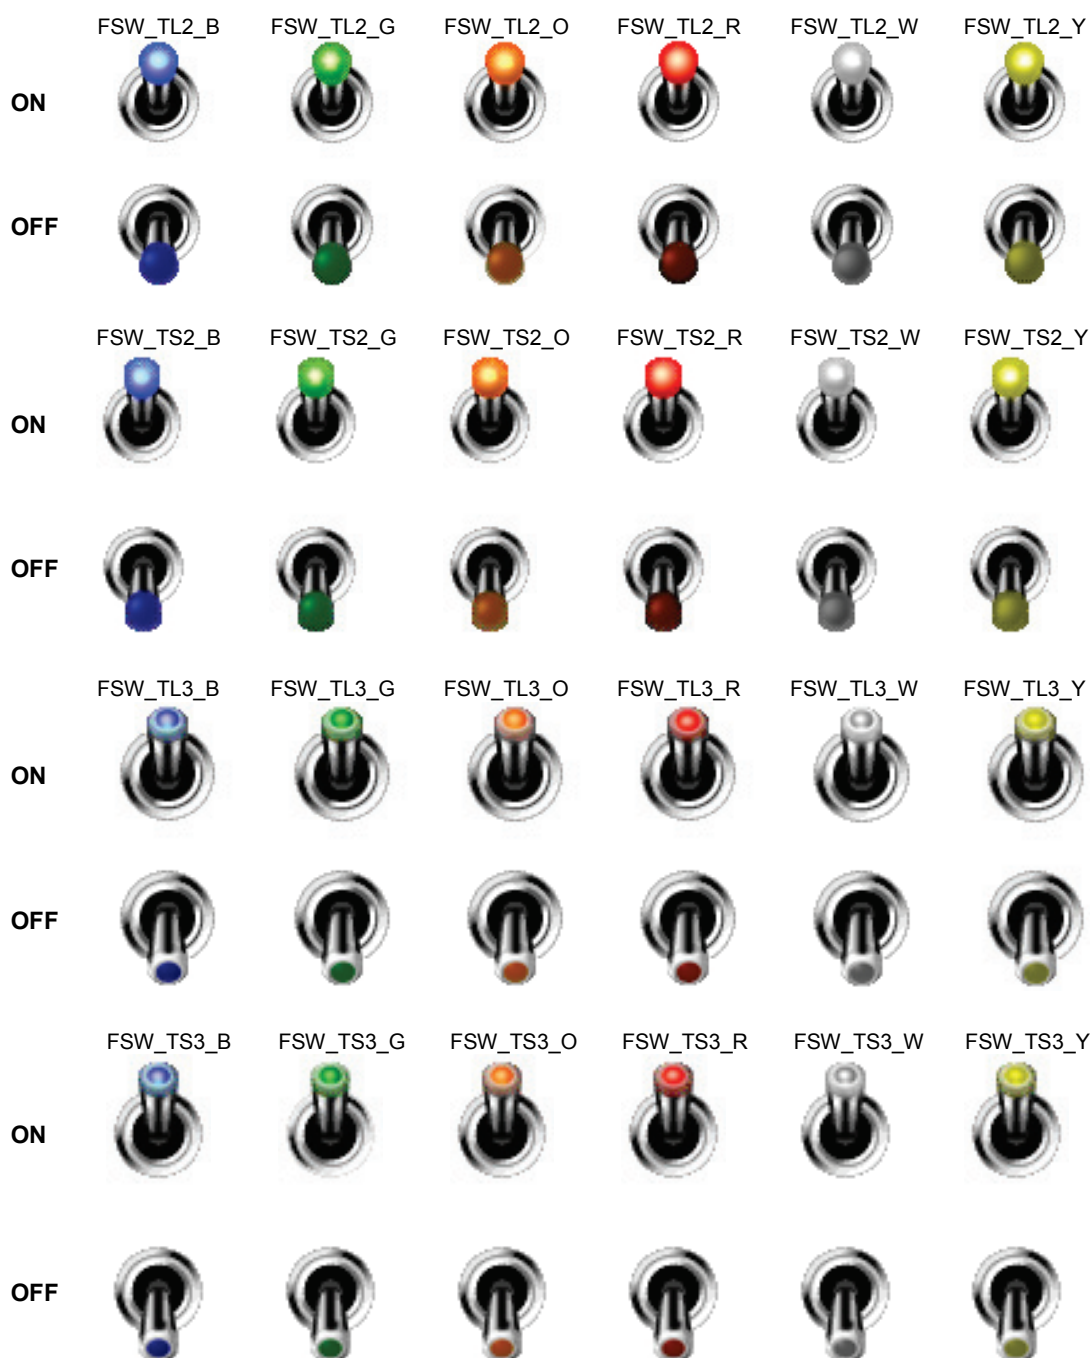 FSW_TL2_B FSW_TL2_G FSW_TL2_O FSW_TL2_R FSW_TL2_W FSW_TL2_Y
ON
OFF
FSW_TS2_B FSW_TS2_G FSW_TS2_O FSW_TS2_R FSW_TS2_W FSW_TS2_Y
ON
OFF
FSW_TL3_B FSW_TL3_G FSW_TL3_O FSW_TL3_R FSW_TL3_W FSW_TL3_Y
ON
OFF
FSW_TS3_B FSW_TS3_G FSW_TS3_O FSW_TS3_R FSW_TS3_W FSW_TS3_Y
ON
OFF